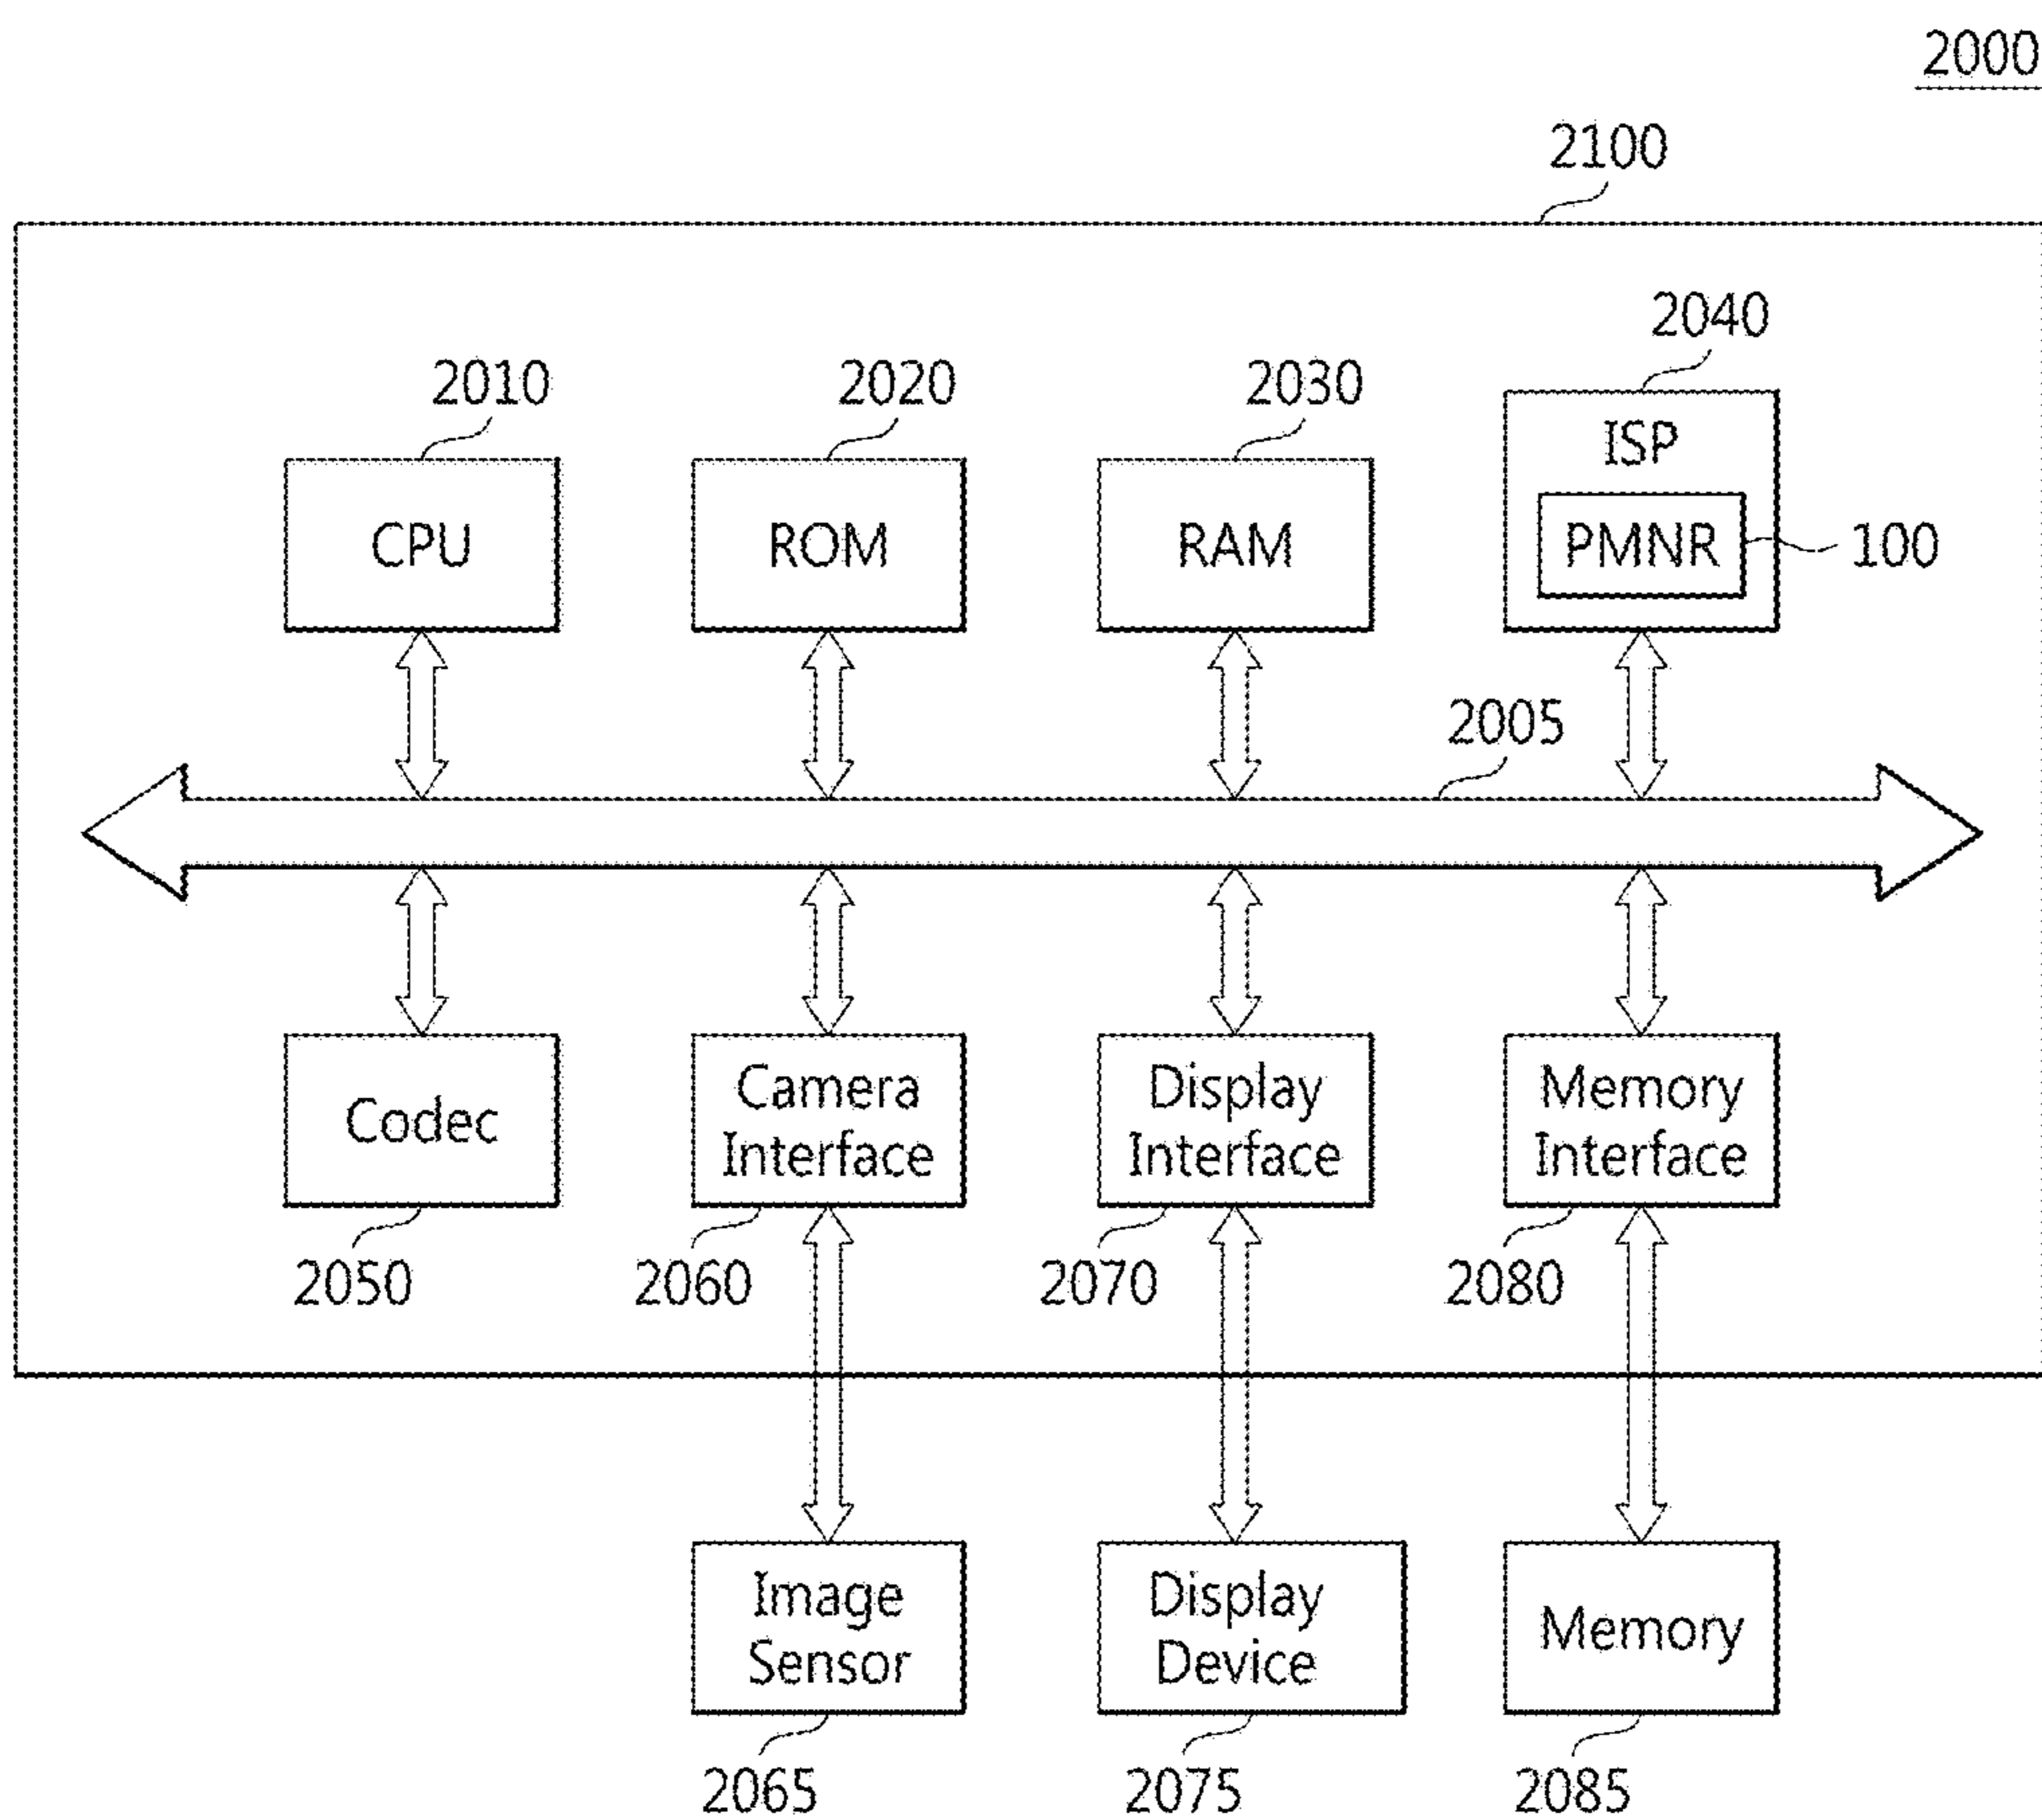 2000
2100
2040
2010
2020
2030
ISP
CPU
ROM
RAM
PMNR
100
2005
Codec
Camera
Interface
Display
Interface
Memory
Interface
2050
2060
2070
2080
Image
Sensor
Display
Device
Memory
2065
2075
2085